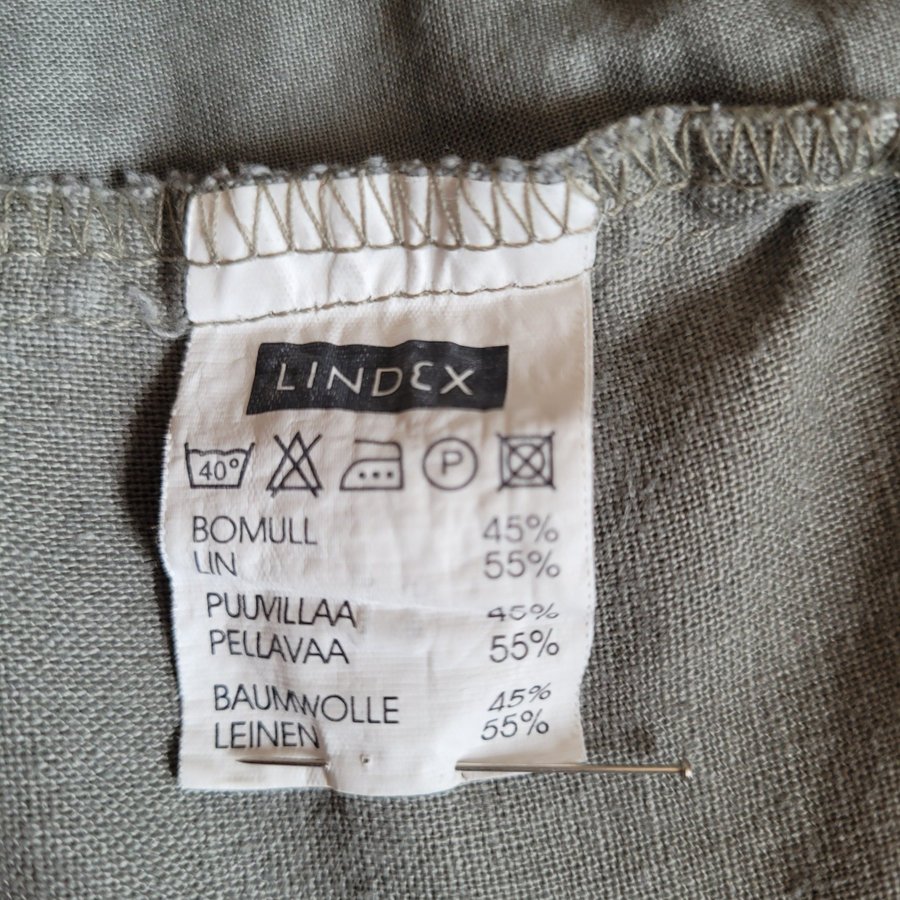 LINDEX
40°
P
BOMULL 45%
LIN 55%
PUUVILLAA 45%
PELLAVAA 55%
BAUMWOLLE 45%
LEINEN 55%